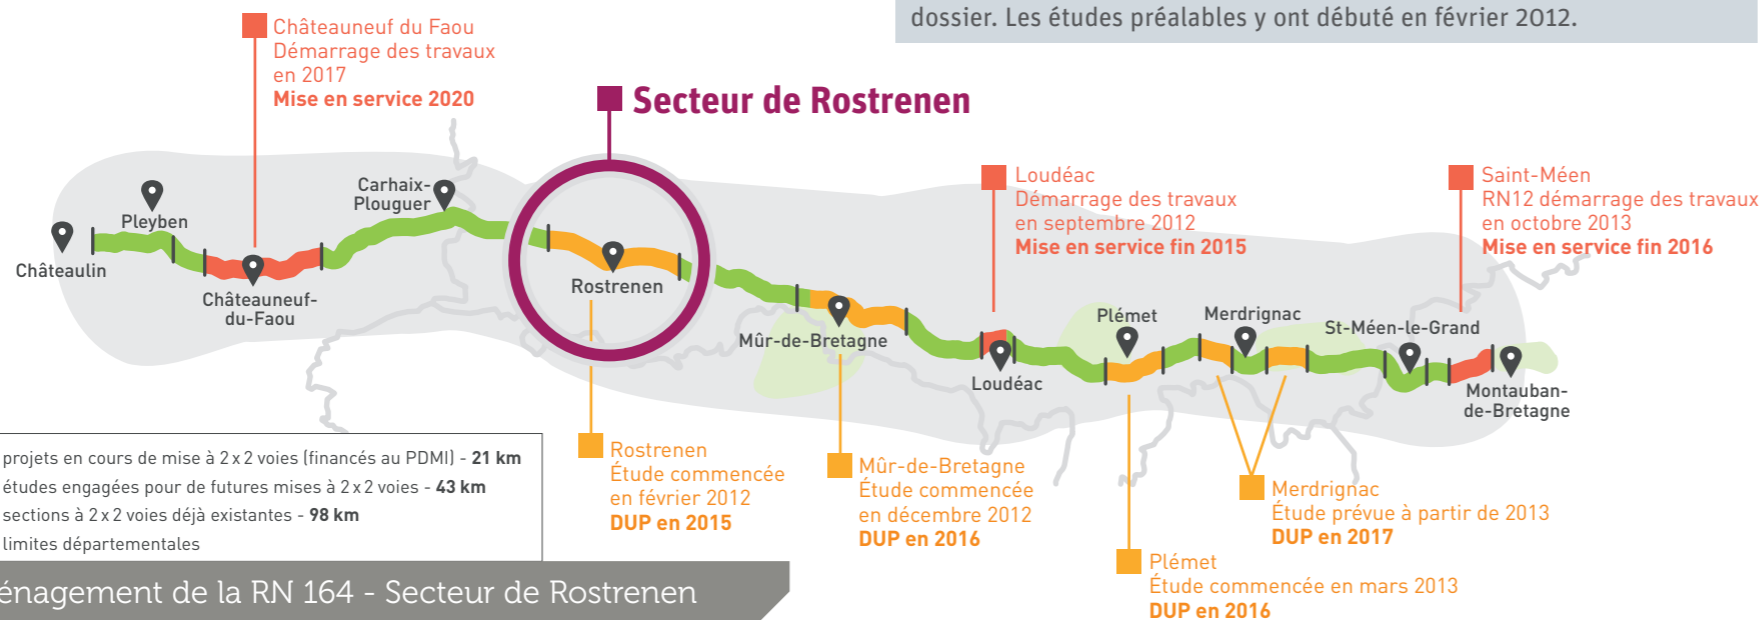 dossier. Les études préalables y ont débuté en février 2012.
Châteauneuf du Faou
Démarrage des travaux
en 2017
Mise en service 2020
Secteur de Rostrenen
Loudéac
Démarrage des travaux
en septembre 2012
Mise en service fin 2015
Saint-Méen
RN12 démarrage des travaux
en octobre 2013
Mise en service fin 2016
Châteaulin
Pleyben
Châteauneuf-
du-Faou
Carhaix-
Plouguer
Rostrenen
Mûr-de-Bretagne
Loudéac
Plémet
Merdrignac
St-Méen-le-Grand
Montauban-
de-Bretagne
Rostrenen
Étude commencée
en février 2012
DUP en 2015
Mûr-de-Bretagne
Étude commencée
en décembre 2012
DUP en 2016
Merdrignac
Étude prévue à partir de 2013
DUP en 2017
Plémet
Étude commencée en mars 2013
DUP en 2016
projets en cours de mise à 2 x 2 voies (financés au PDMI) - 21 km
études engagées pour de futures mises à 2 x 2 voies - 43 km
sections à 2 x 2 voies déjà existantes - 98 km
limites départementales
énagement de la RN 164 - Secteur de Rostrenen